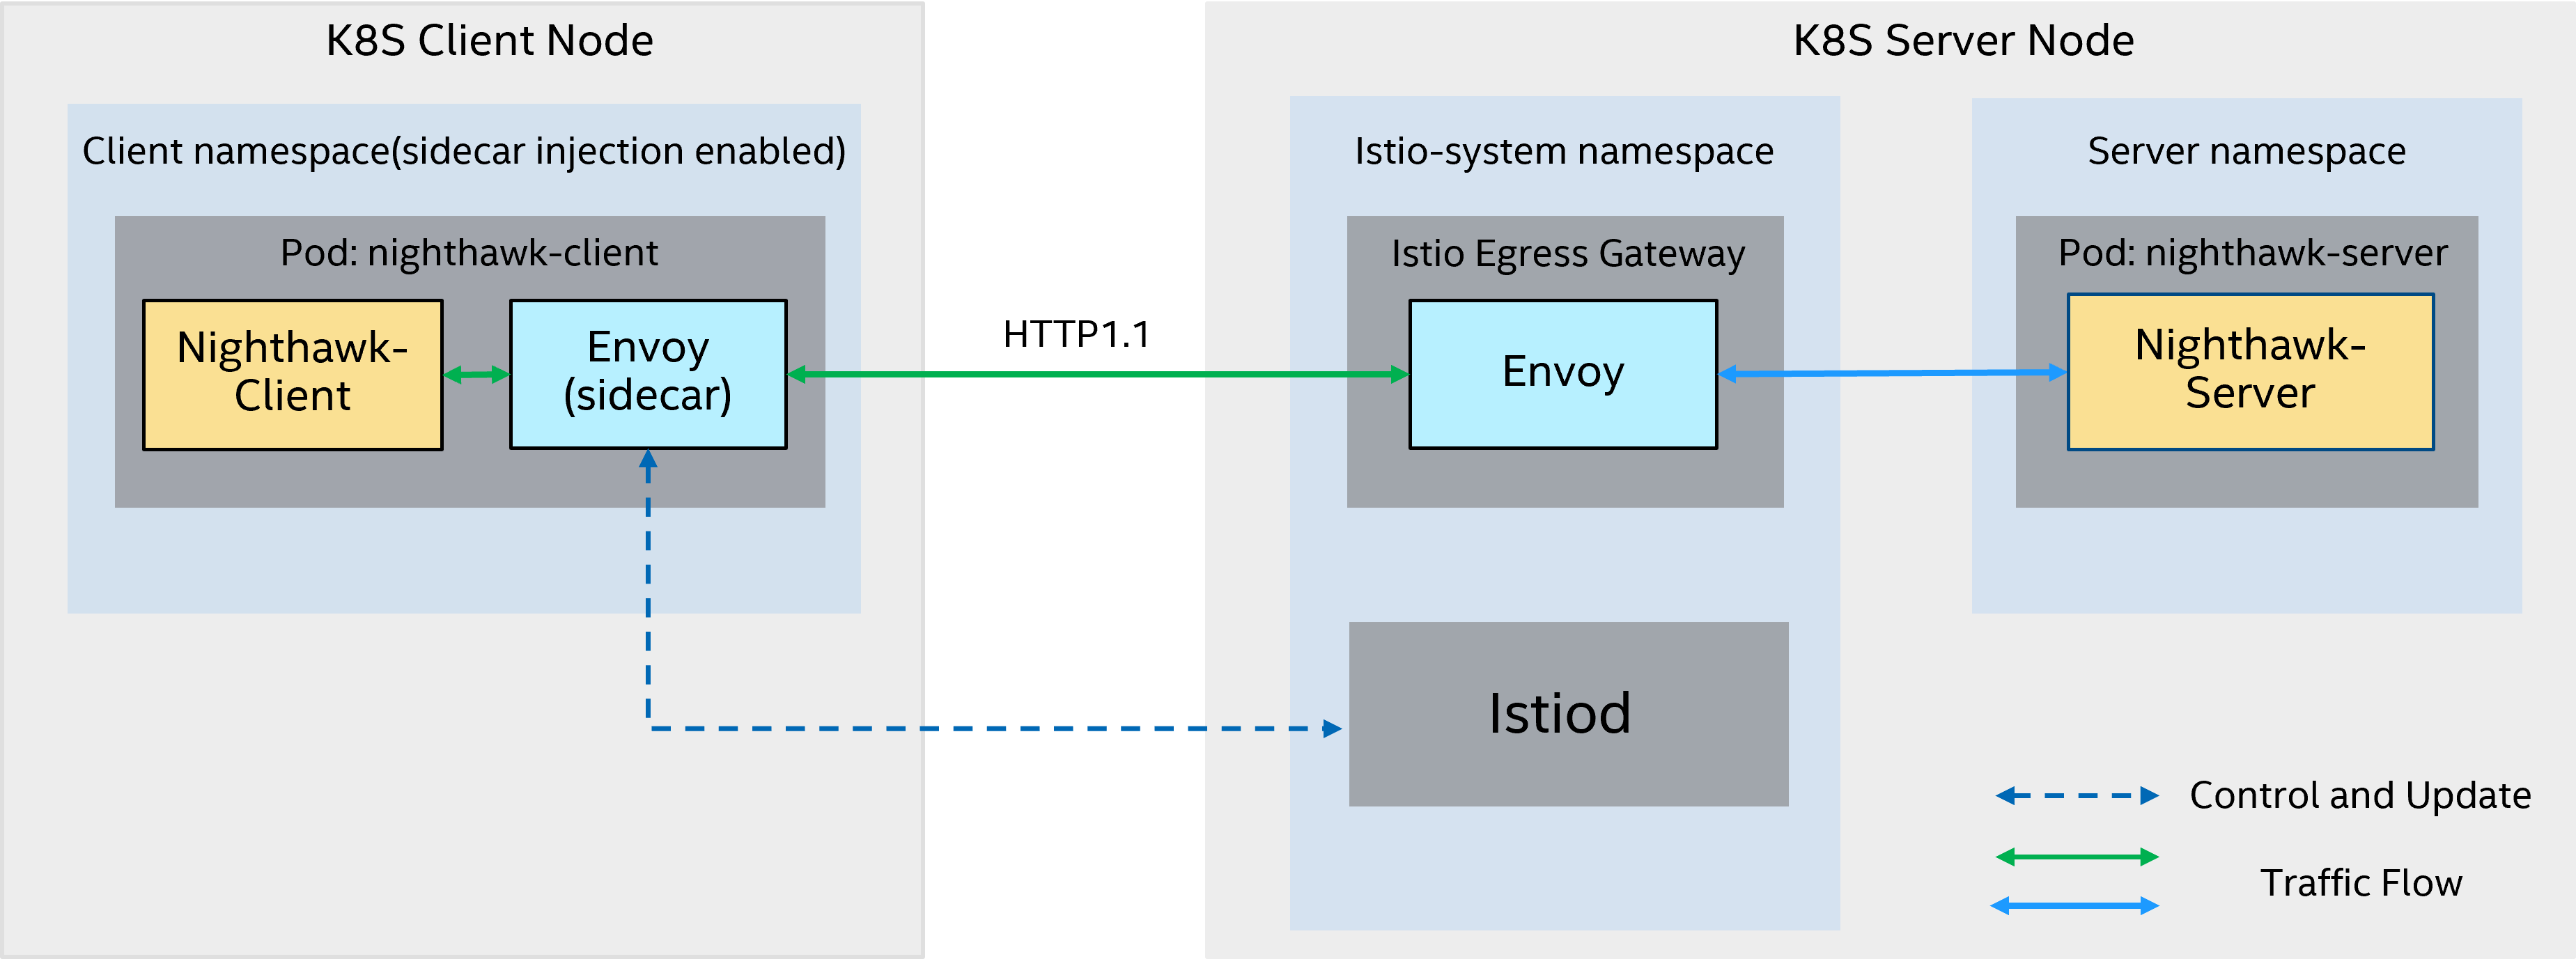 K8S Client Node
Client namespace(sidecar injection enabled)
Pod: nighthawk-client
Nighthawk-
Client
Envoy
(sidecar)
HTTP1.1
K8S Server Node
Istio-system namespace
Istio Egress Gateway
Envoy
Istiod
Server namespace
Pod: nighthawk-server
Nighthawk-
Server
Control and Update
Traffic Flow